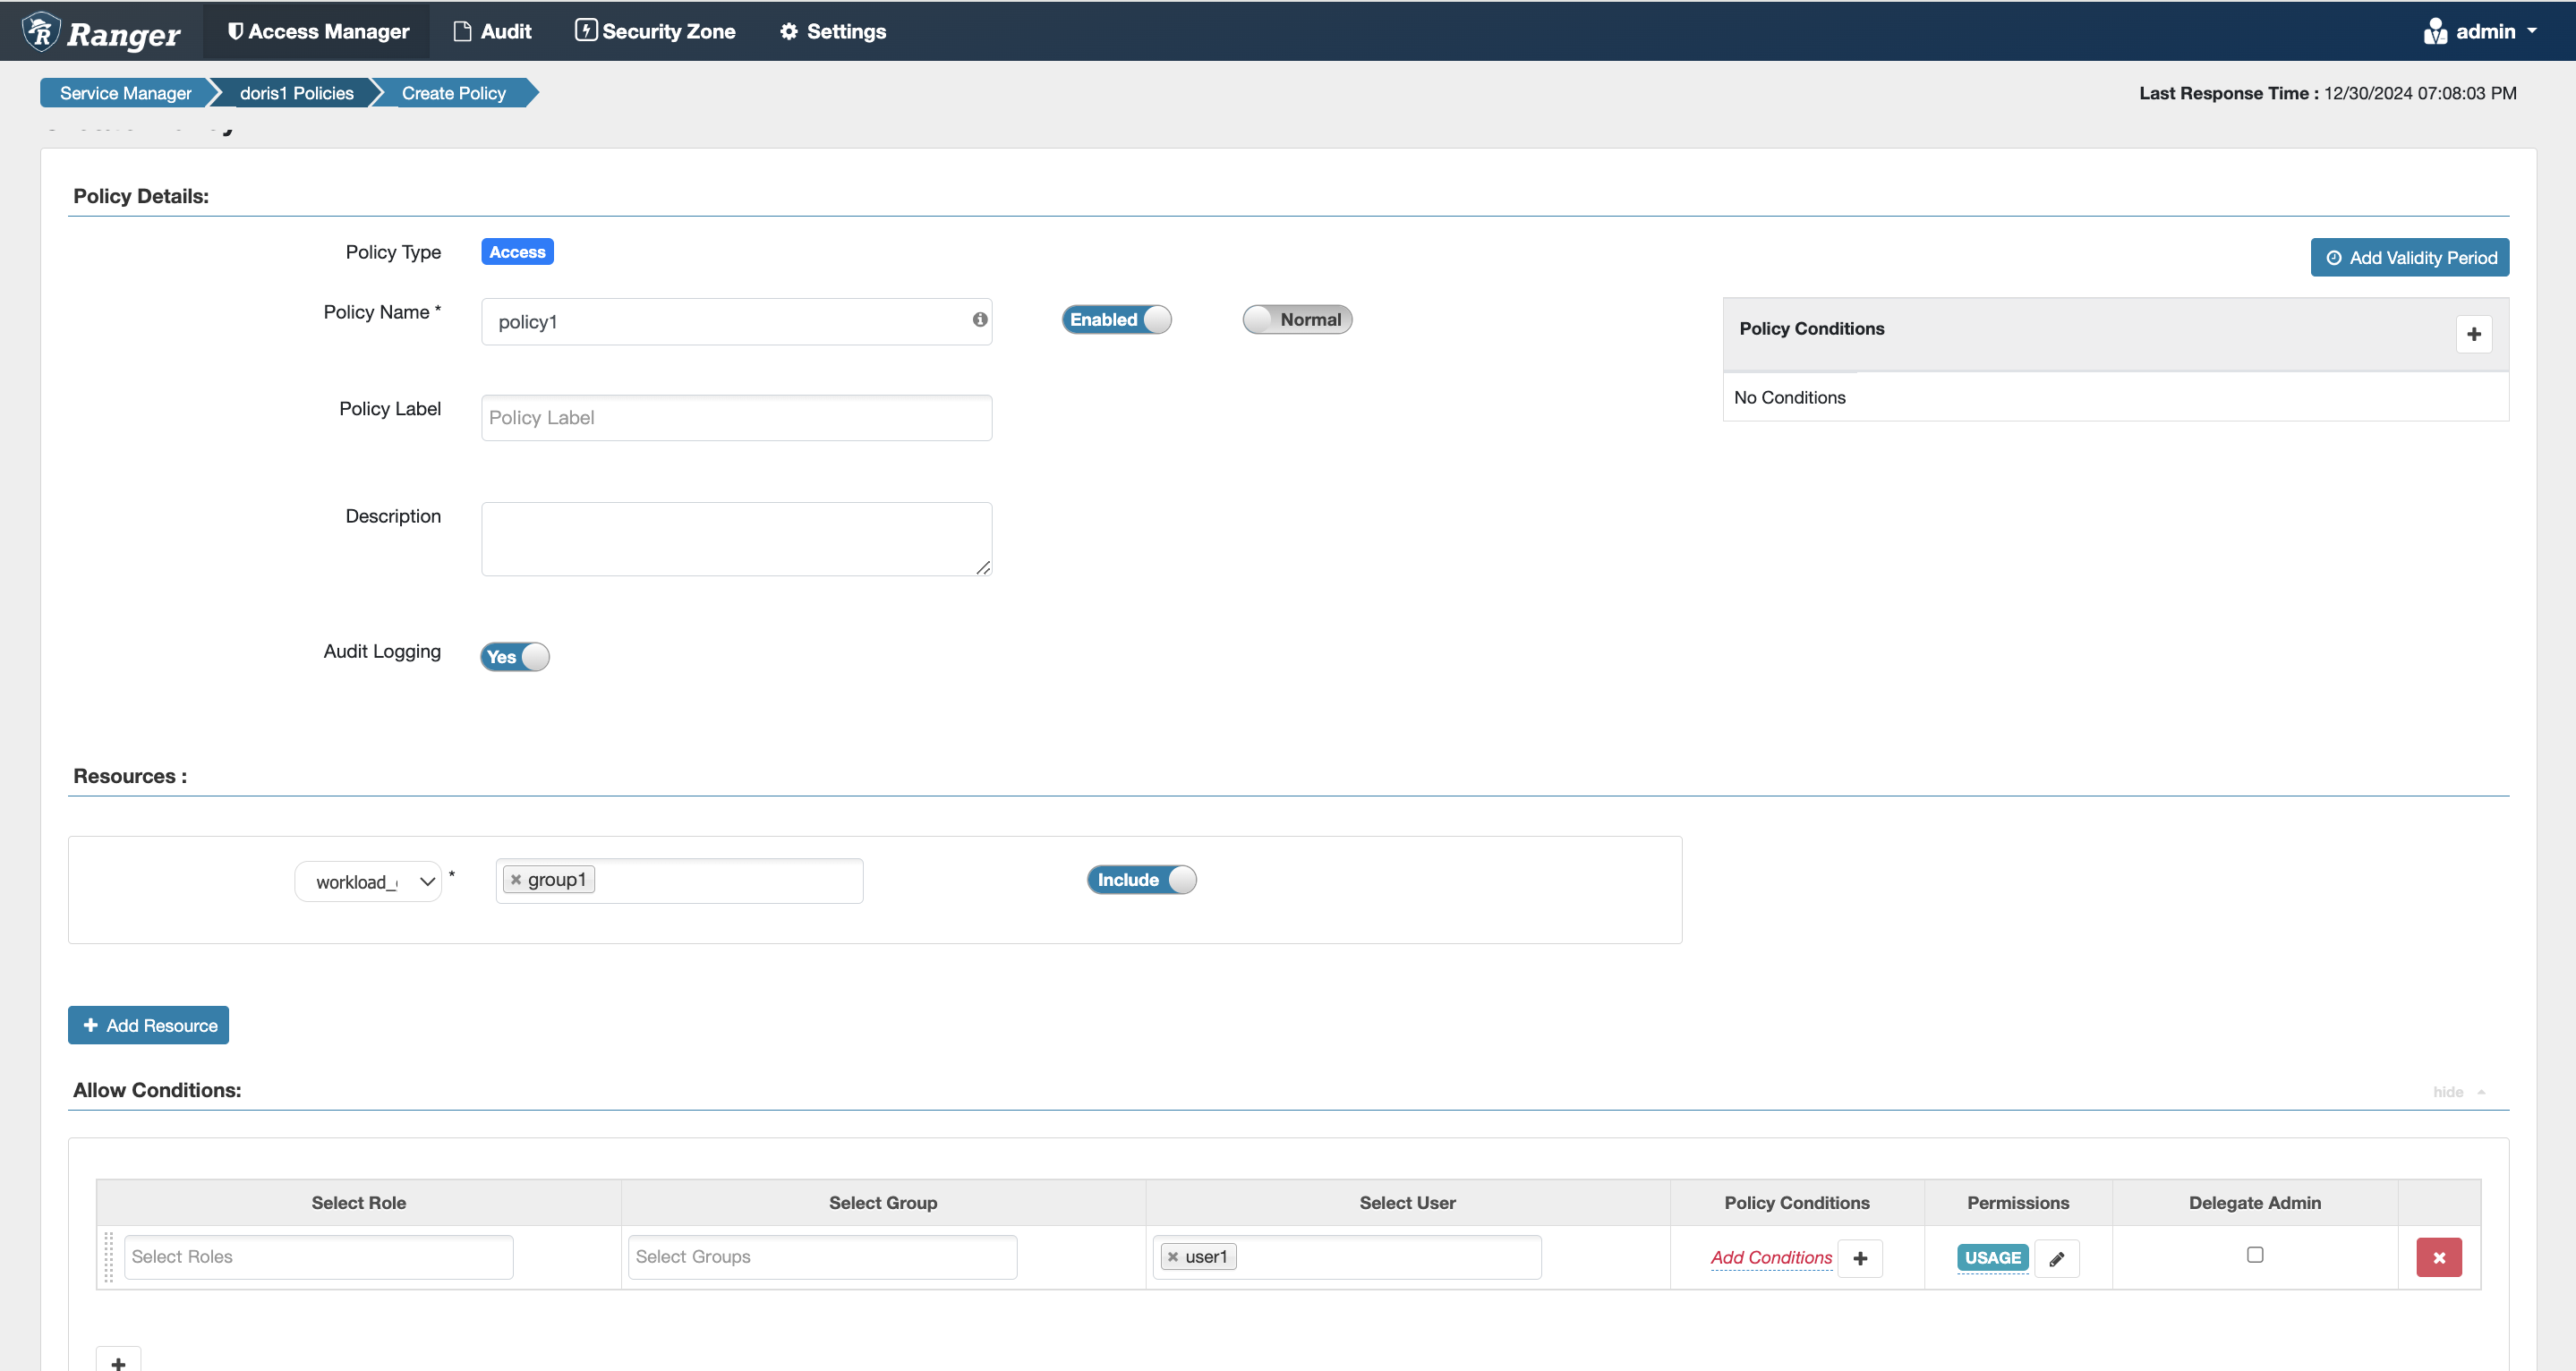 Ranger Access Manager Audit Security Zone Settings admin
Service Manager doris1 Policies Create Policy Last Response Time : 12/30/2024 07:08:03 PM
Policy Details:
Policy Type Access Add Validity Period
Policy Name * policy1 Enabled Normal Policy Conditions
Policy Label Policy Label No Conditions
Description
Audit Logging Yes
Resources :
workload_ * × group1 Include
+ Add Resource
Allow Conditions: hide
Select Role Select Group Select User Policy Conditions Permissions Delegate Admin
Select Roles Select Groups × user1 Add Conditions + USAGE ×
+